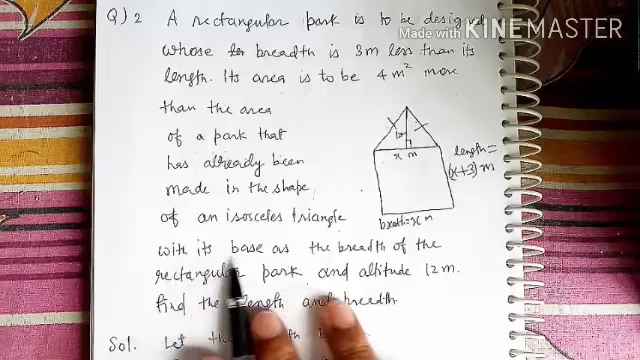 Made with KINEMASTER
Q) 2 A rectangular park is to be designed
whose breadth is 3m less than its
length. Its area is to be 4 m² more
than the area
of a park that
has already been
made in the shape
of an isosceles triangle
with its base as the breadth of the
rectangular park and altitude 12m.
find the length and breadth.
12
x m
length =
(x+3) m
breadth = x m
Sol. Let the